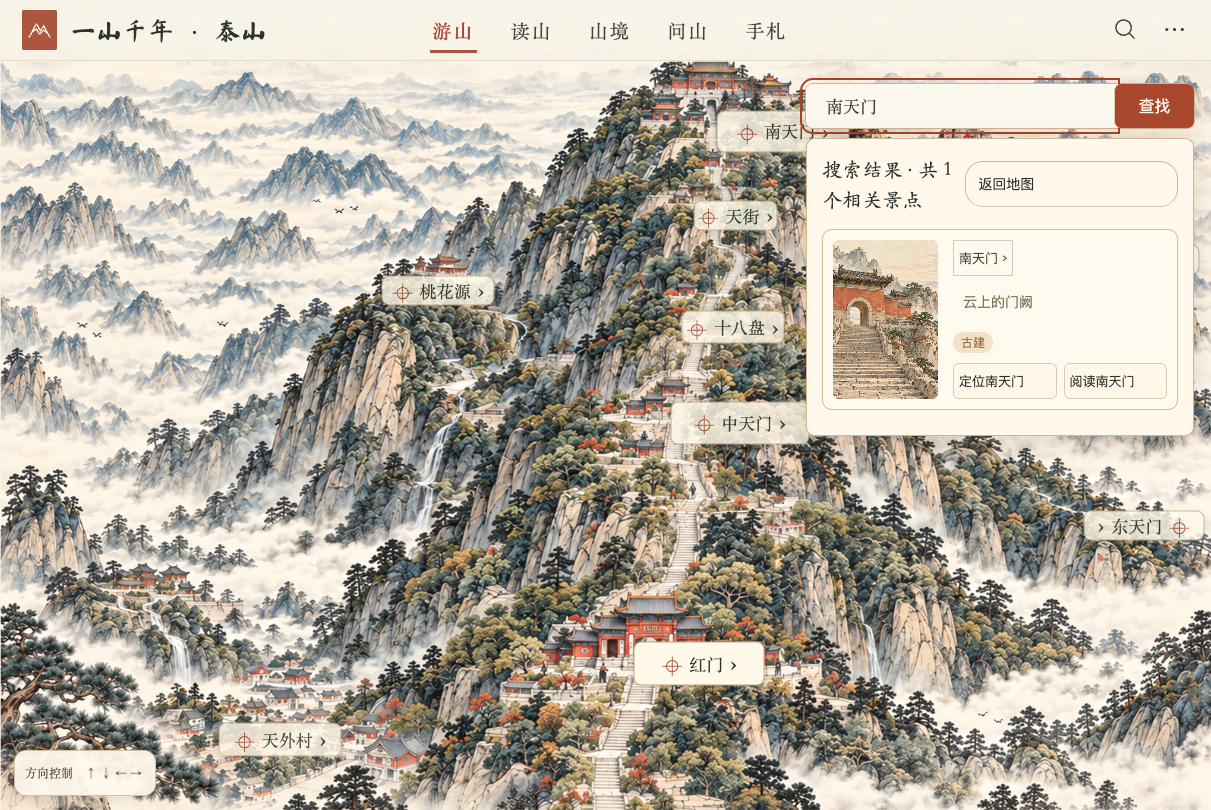 一山千年 · 泰山
游山
读山
山境
问山
手札
南天门
查找
南天门 ›
搜索结果 · 共 1
个相关景点
返回地图
南天门 ›
云上的门阙
古建
定位南天门
阅读南天门
天街 ›
桃花源 ›
十八盘 ›
中天门 ›
› 东天门
红门 ›
天外村 ›
方向控制 ↑ ↓ ← →